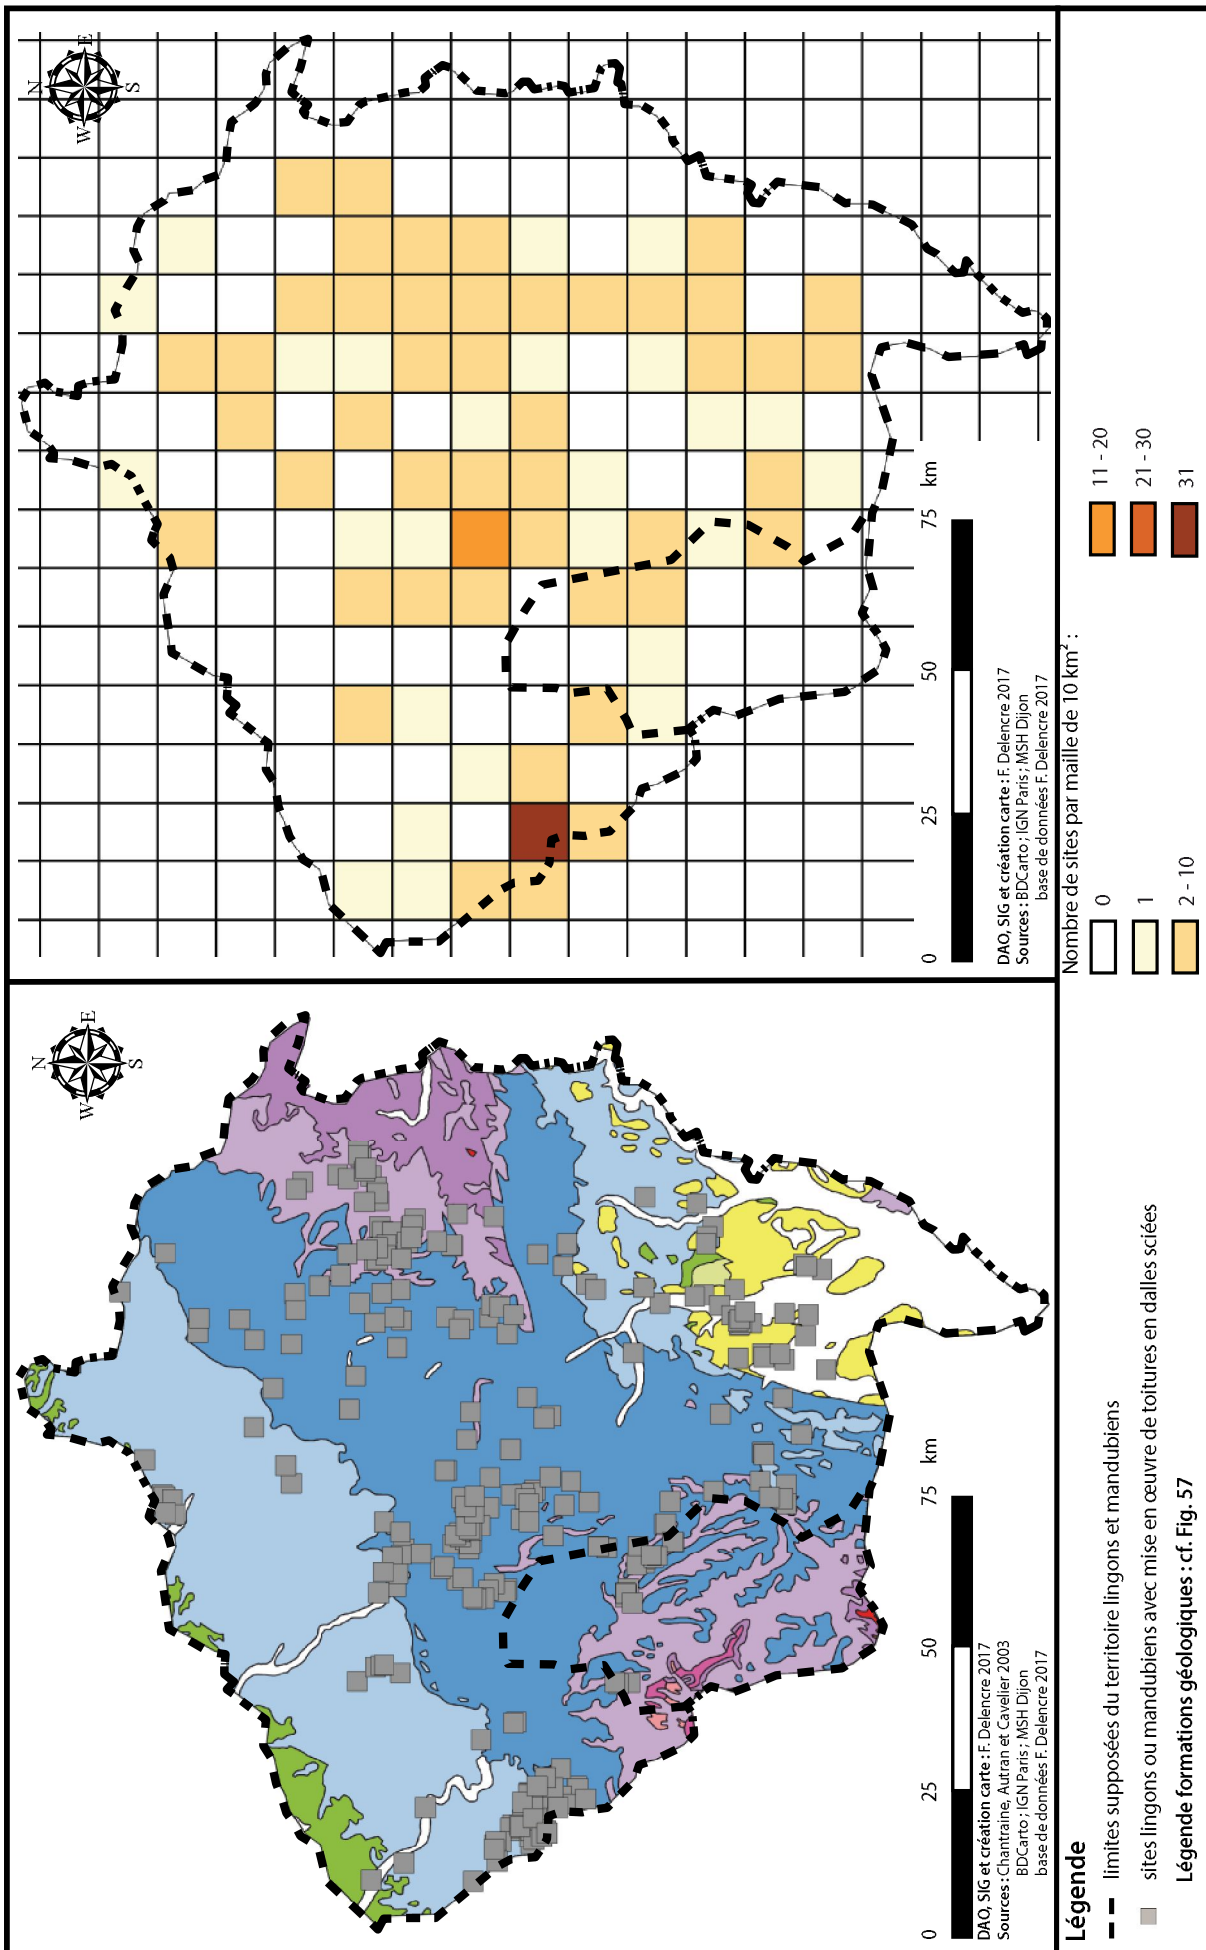 N
E
S
W
0
25
50
75
km
DAO, SIG et création carte : F. Delencre 2017
Sources : Chantraine, Autran et Cavelier 2003
BDCarto ; IGN Paris ; MSH Dijon
base de données F. Delencre 2017
N
E
S
W
0
25
50
75
km
DAO, SIG et création carte : F. Delencre 2017
Sources : BDCarto ; IGN Paris ; MSH Dijon
base de données F. Delencre 2017
Légende
limites supposées du territoire lingons et mandubiens
sites lingons ou mandubiens avec mise en œuvre de toitures en dalles sciées
Légende formations géologiques : cf. Fig. 57
Nombre de sites par maille de 10 km² :
0
1
2 - 10
11 - 20
21 - 30
31